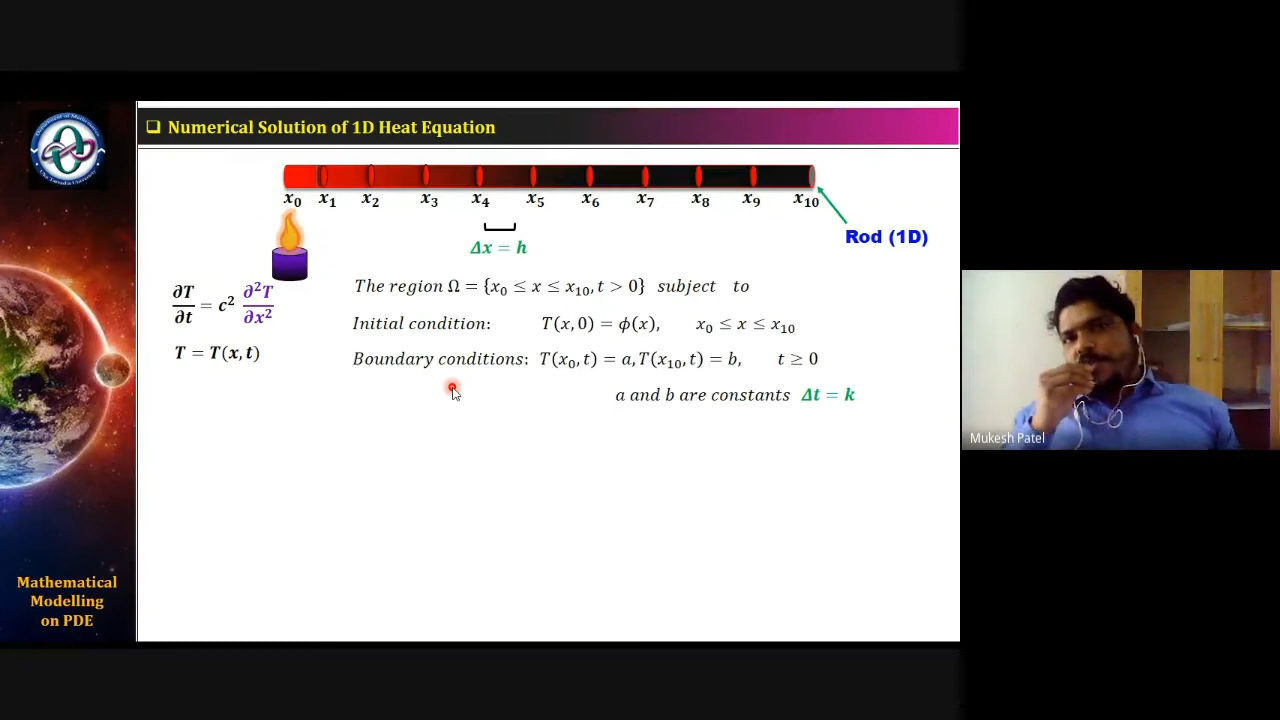 ❑ Numerical Solution of 1D Heat Equation
x₀ x₁ x₂ x₃ x₄ x₅ x₆ x₇ x₈ x₉ x₁₀
Rod (1D)
Δx = h
∂T/∂t = c² ∂²T/∂x²
T = T(x, t)
The region Ω = {x₀ ≤ x ≤ x₁₀, t > 0} subject to
Initial condition: T(x, 0) = ϕ(x), x₀ ≤ x ≤ x₁₀
Boundary conditions: T(x₀, t) = a, T(x₁₀, t) = b, t ≥ 0
a and b are constants Δt = k
Mathematical
Modelling
on PDE
Mukesh Patel